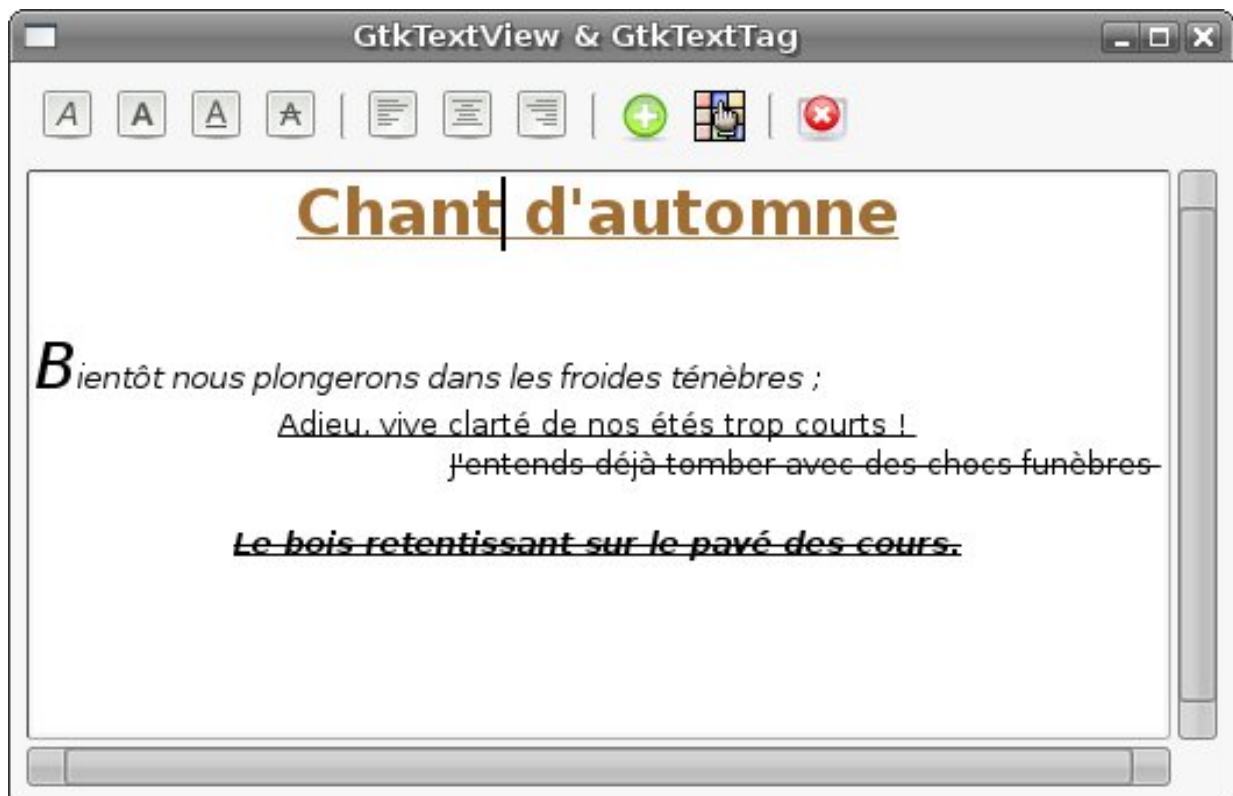 GtkTextView & GtkTextTag
A A A A
Chant d'automne
Bientôt nous plongerons dans les froides ténèbres ;
Adieu, vive clarté de nos étés trop courts !
J'entends déjà tomber avec des chocs funèbres
Le bois retentissant sur le pavé des cours.